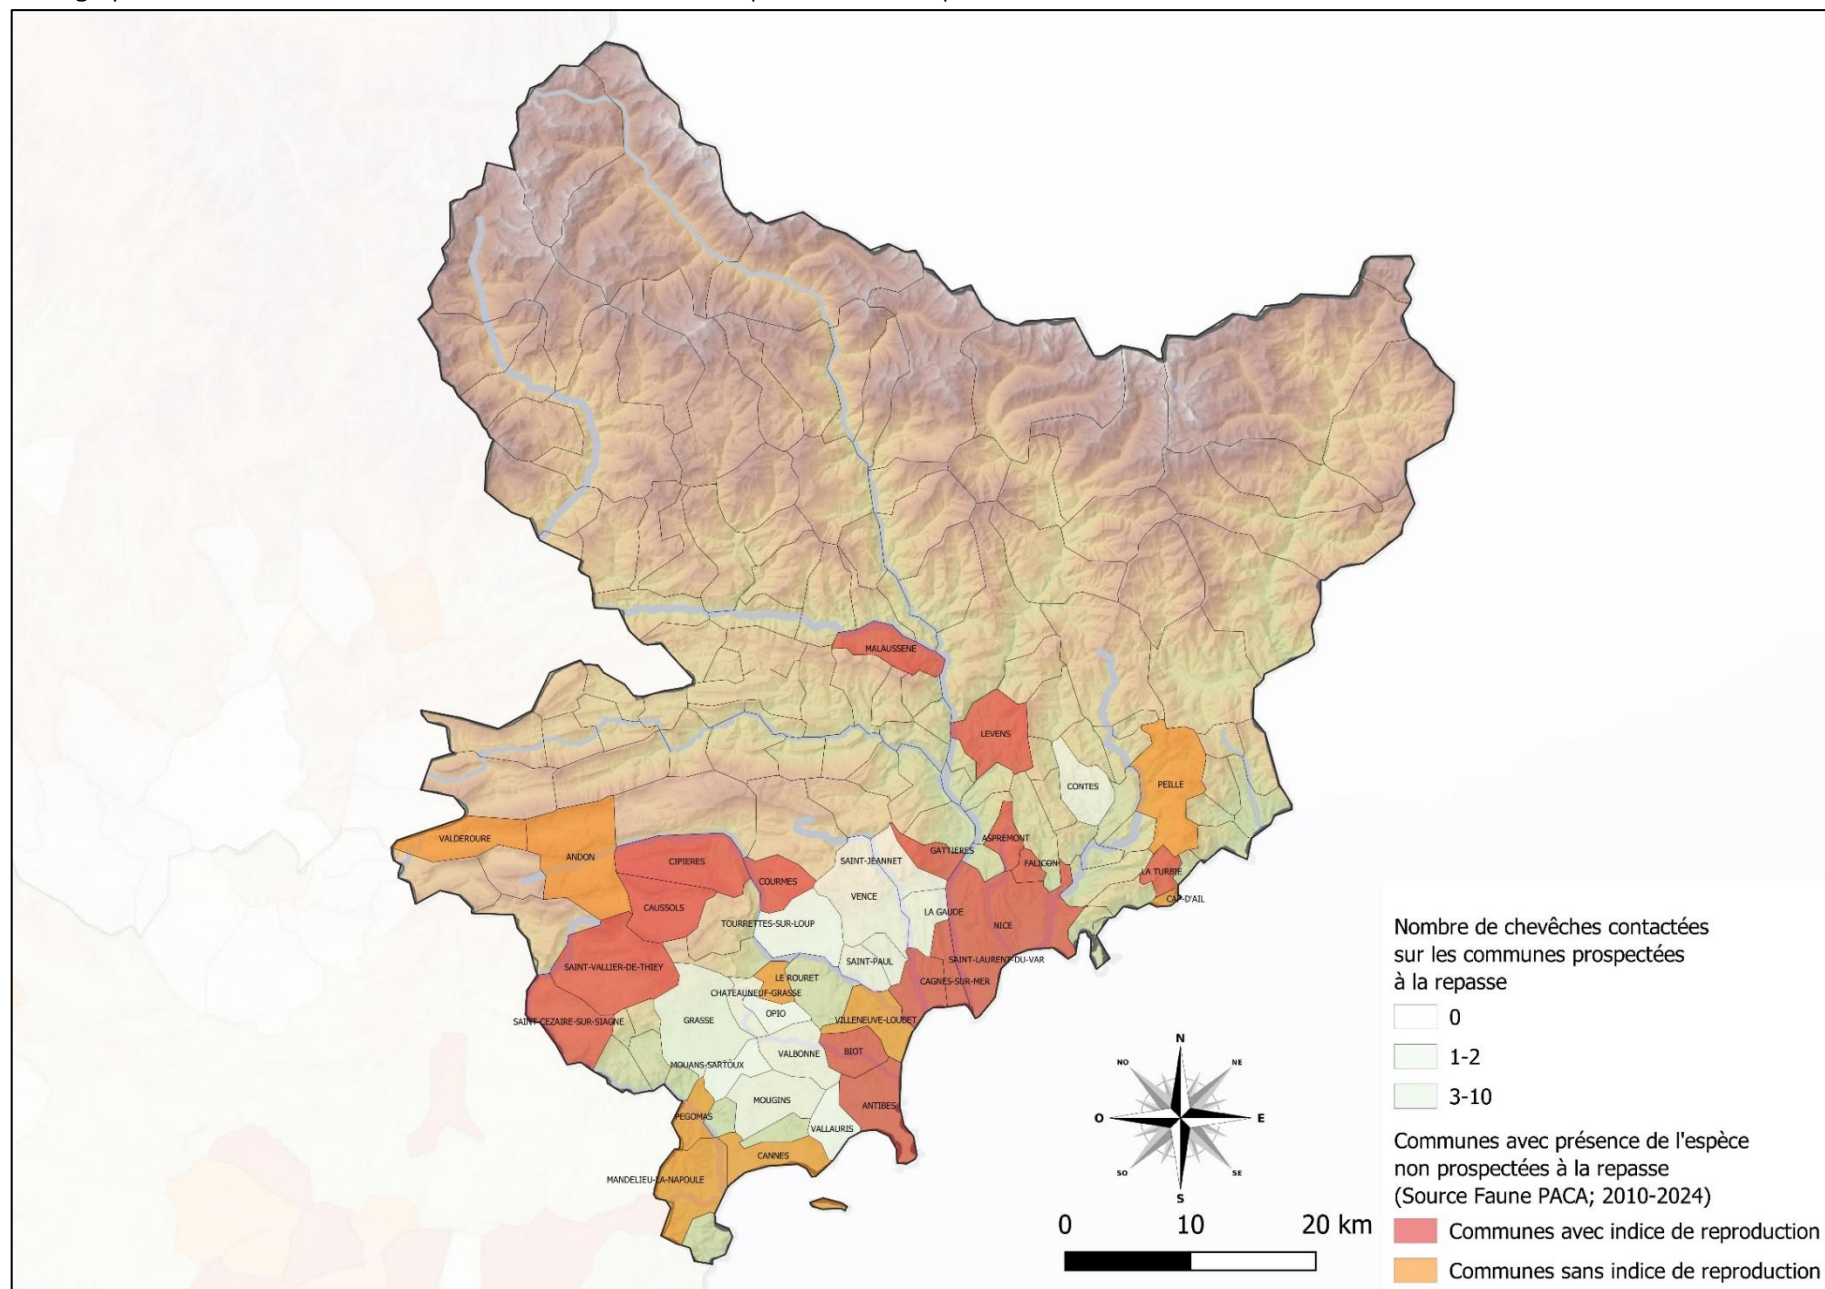 MALAUSSENE
LEVENS
CONTES
PEILLE
VALDEROURE
ANDON
CIPIERES
COURMES
CAUSSOLS
SAINT-JEANNET
GATTIERES
ASPREMONT
FALICON
LA TURBIE
CAP-D'AIL
VENCE
LA GAUDE
NICE
TOURRETTES-SUR-LOUP
SAINT-PAUL
SAINT-LAURENT-DU-VAR
CAGNES-SUR-MER
SAINT-VALLIER-DE-THIEY
LE ROURET
CHATEAUNEUF-GRASSE
OPIO
GRASSE
VILLENEUVE-LOUBET
SAINT-CEZAIRE-SUR-SIAGNE
BIOT
VALBONNE
MOUANS-SARTOUX
MOUGINS
ANTIBES
PEGOMAS
VALLAURIS
CANNES
MANDELIEU-LA-NAPOULE
N
NO
NE
O
E
SO
SE
S
0 10 20 km
Nombre de chevêches contactées
sur les communes prospectées
à la repasse
0
1-2
3-10
Communes avec présence de l'espèce
non prospectées à la repasse
(Source Faune PACA; 2010-2024)
Communes avec indice de reproduction
Communes sans indice de reproduction